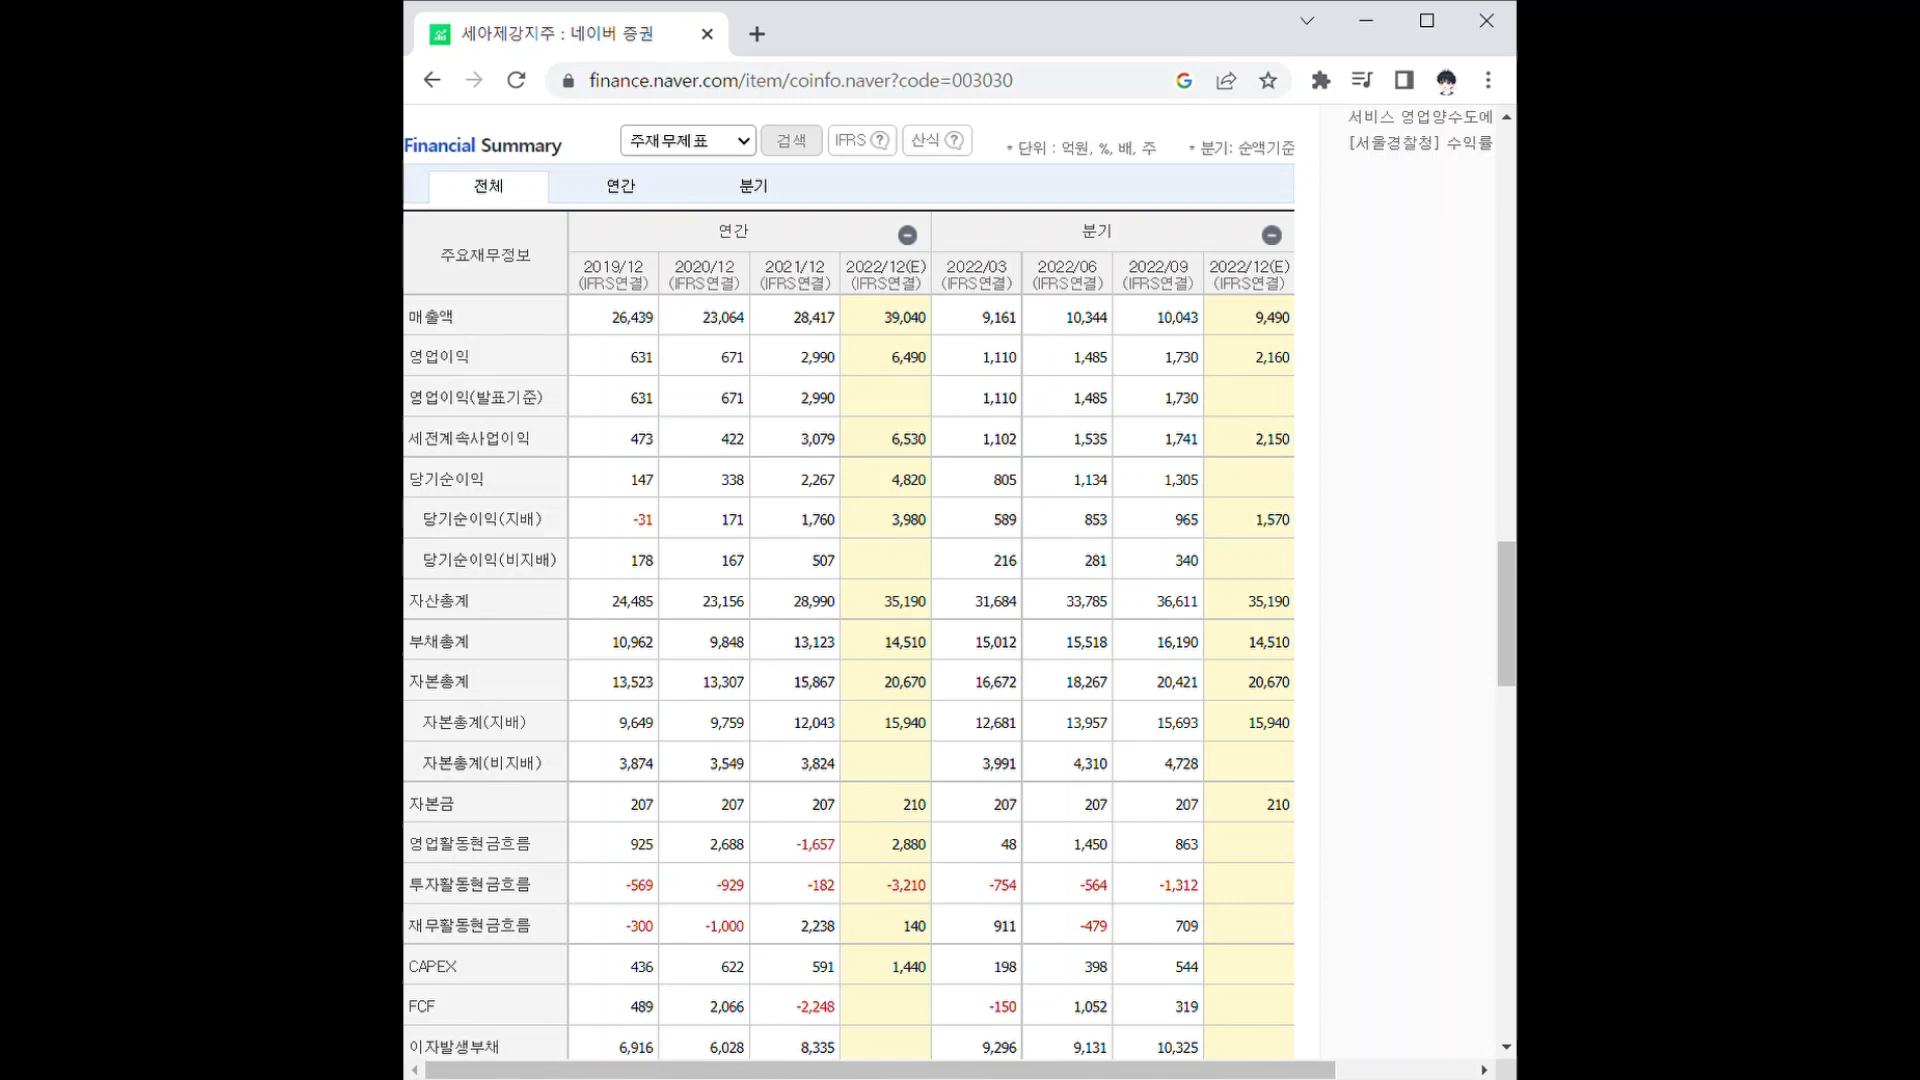 세아제강지주 : 네이버 증권
finance.naver.com/item/coinfo.naver?code=003030
서비스 영업양수도에
[서울경찰청] 수익률
Financial Summary 주재무제표 검색 IFRS ? 산식 ? * 단위 : 억원, %, 배, 주 * 분기: 순액기준
전체 연간 분기
주요재무정보 연간 분기
2019/12 2020/12 2021/12 2022/12(E) 2022/03 2022/06 2022/09 2022/12(E)
(IFRS연결) (IFRS연결) (IFRS연결) (IFRS연결) (IFRS연결) (IFRS연결) (IFRS연결) (IFRS연결)
매출액 26,439 23,064 28,417 39,040 9,161 10,344 10,043 9,490
영업이익 631 671 2,990 6,490 1,110 1,485 1,730 2,160
영업이익(발표기준) 631 671 2,990 1,110 1,485 1,730
세전계속사업이익 473 422 3,079 6,530 1,102 1,535 1,741 2,150
당기순이익 147 338 2,267 4,820 805 1,134 1,305
당기순이익(지배) -31 171 1,760 3,980 589 853 965 1,570
당기순이익(비지배) 178 167 507 216 281 340
자산총계 24,485 23,156 28,990 35,190 31,684 33,785 36,611 35,190
부채총계 10,962 9,848 13,123 14,510 15,012 15,518 16,190 14,510
자본총계 13,523 13,307 15,867 20,670 16,672 18,267 20,421 20,670
자본총계(지배) 9,649 9,759 12,043 15,940 12,681 13,957 15,693 15,940
자본총계(비지배) 3,874 3,549 3,824 3,991 4,310 4,728
자본금 207 207 207 210 207 207 207 210
영업활동현금흐름 925 2,688 -1,657 2,880 48 1,450 863
투자활동현금흐름 -569 -929 -182 -3,210 -754 -564 -1,312
재무활동현금흐름 -300 -1,000 2,238 140 911 -479 709
CAPEX 436 622 591 1,440 198 398 544
FCF 489 2,066 -2,248 -150 1,052 319
이자발생부채 6,916 6,028 8,335 9,296 9,131 10,325